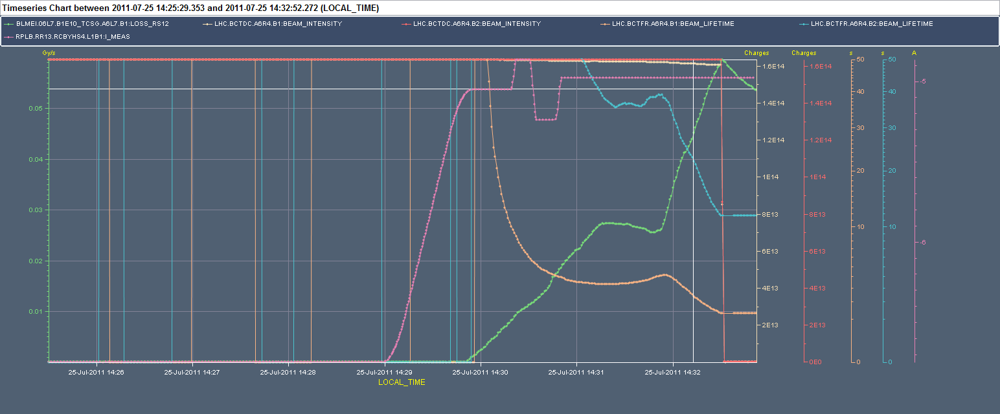 Timeseries Chart between 2011-07-25 14:25:29.353 and 2011-07-25 14:32:52.272 (LOCAL_TIME)
BLMEI.06L7.B1E10_TCSG.A6L7.B1:LOSS_RS12 LHC.BCTDC.A6R4.B1:BEAM_INTENSITY LHC.BCTDC.A6R4.B2:BEAM_INTENSITY LHC.BCTFR.A6R4.B1:BEAM_LIFETIME LHC.BCTFR.A6R4.B2:BEAM_LIFETIME
RPLB.RR13.RCBYHS4.L1B1:I_MEAS
Gy/s Charges Charges s s A
50 50
1.6E14 1.6E14
-5
40 40
0.05 1.4E14 1.4E14
30 30
1.2E14 1.2E14
0.04
20 20
1E14 1E14
0.03 8E13 8E13
10 10
-6
6E13 6E13
0.02
4E13 4E13
0.01
2E13 2E13
0E0 0 0
25-Jul-2011 14:26 25-Jul-2011 14:27 25-Jul-2011 14:28 25-Jul-2011 14:29 25-Jul-2011 14:30 25-Jul-2011 14:31 25-Jul-2011 14:32
LOCAL_TIME